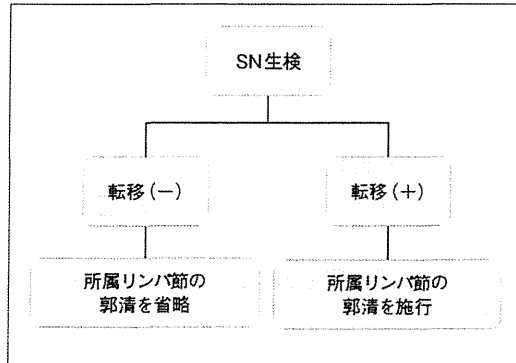 SN生検
転移(−)
転移(＋)
所属リンパ節の
郭清を省略
所属リンパ節の
郭清を施行